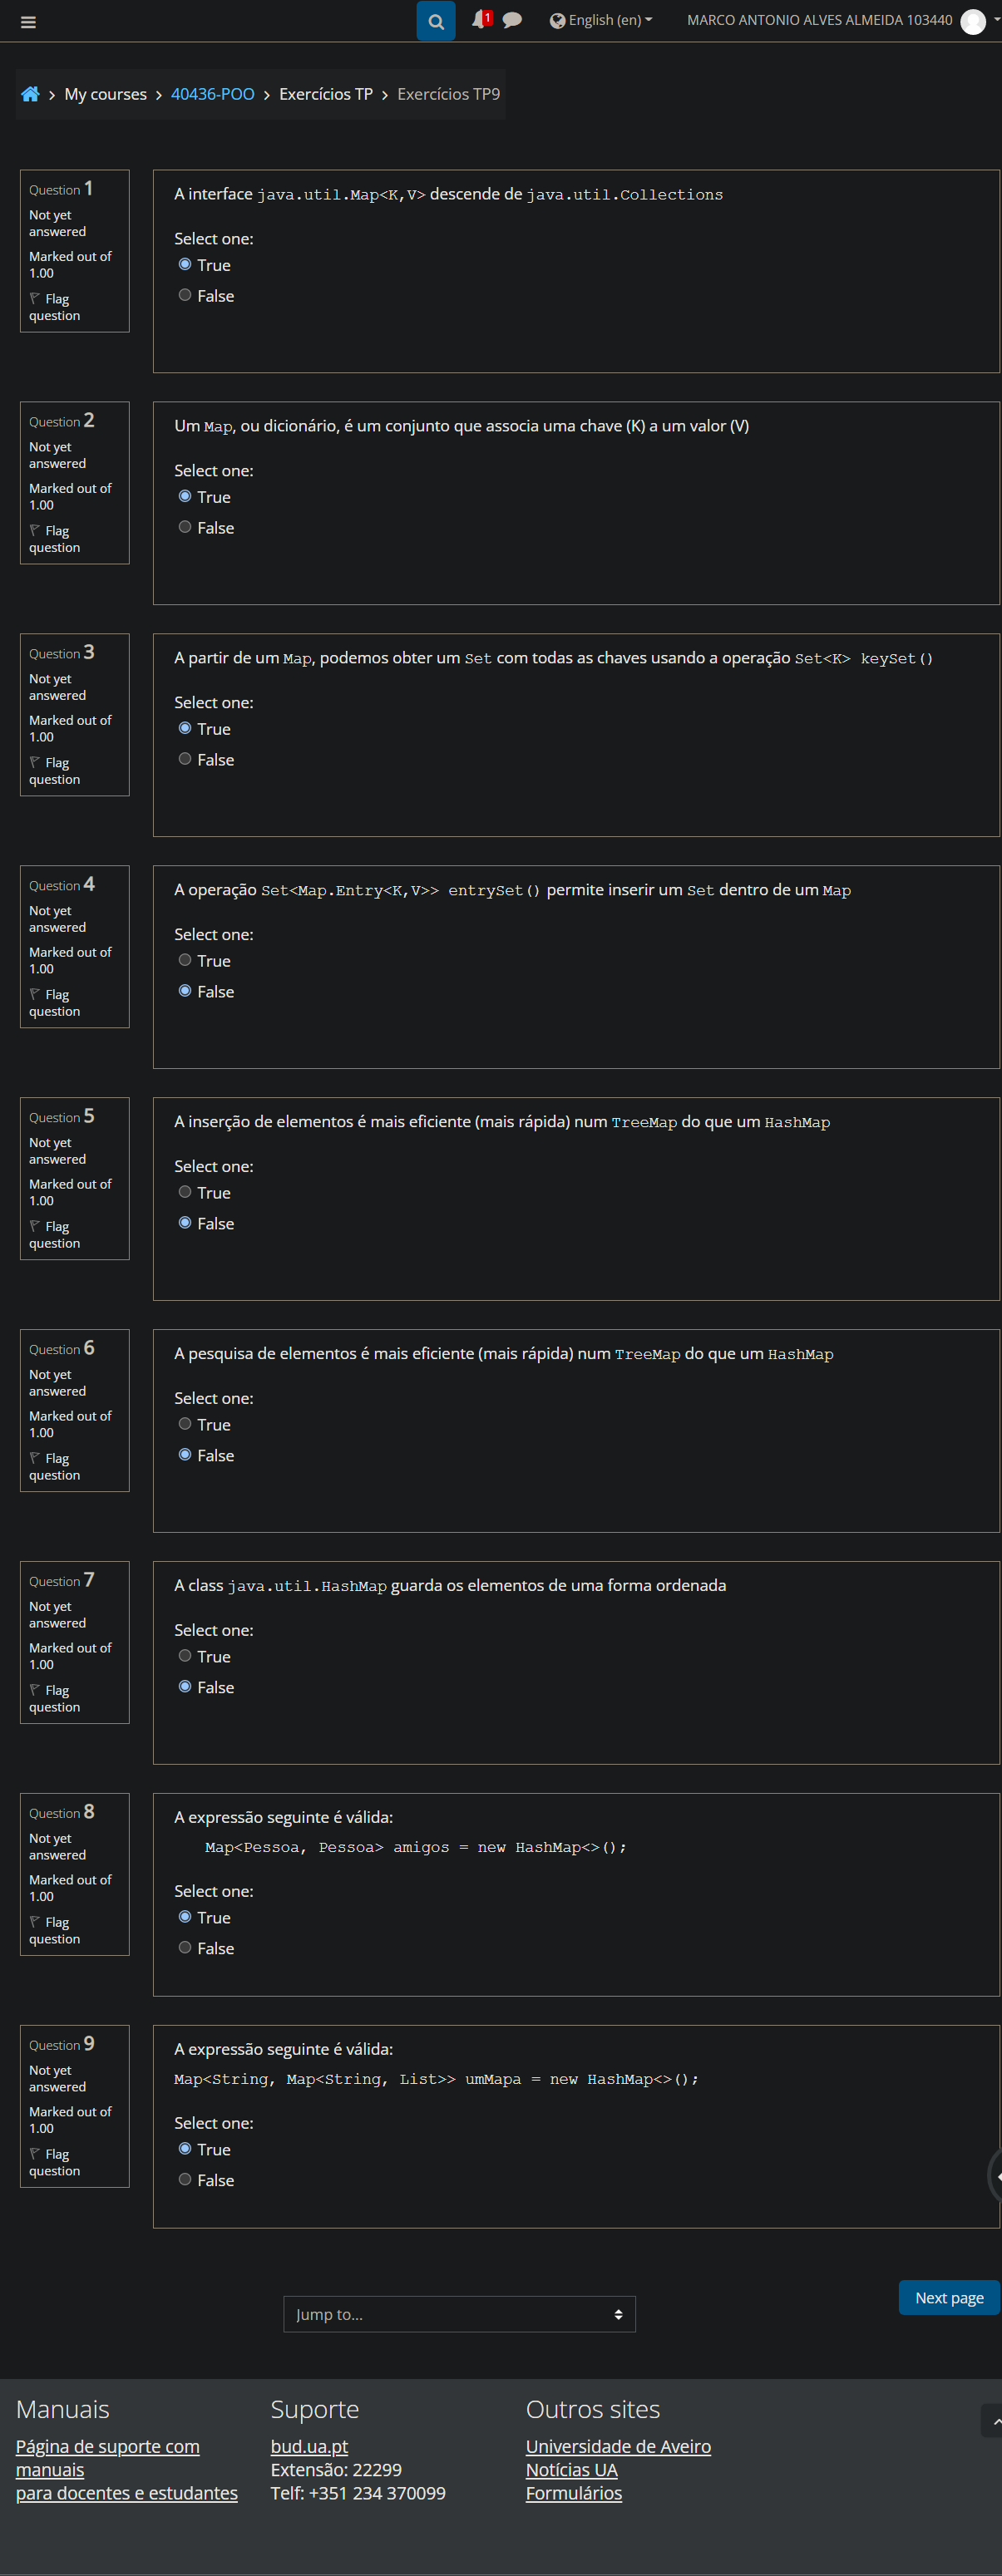 1
English (en)
MARCO ANTONIO ALVES ALMEIDA 103440
My courses
40436-POO
Exercícios TP
Exercícios TP9
Question 1
Not yet
answered
Marked out of
1.00
Flag
question
A interface java.util.Map<K,V> descende de java.util.Collections
Select one:
True
False
Question 2
Not yet
answered
Marked out of
1.00
Flag
question
Um Map, ou dicionário, é um conjunto que associa uma chave (K) a um valor (V)
Select one:
True
False
Question 3
Not yet
answered
Marked out of
1.00
Flag
question
A partir de um Map, podemos obter um Set com todas as chaves usando a operação Set<K> keySet()
Select one:
True
False
Question 4
Not yet
answered
Marked out of
1.00
Flag
question
A operação Set<Map.Entry<K,V>> entrySet() permite inserir um Set dentro de um Map
Select one:
True
False
Question 5
Not yet
answered
Marked out of
1.00
Flag
question
A inserção de elementos é mais eficiente (mais rápida) num TreeMap do que um HashMap
Select one:
True
False
Question 6
Not yet
answered
Marked out of
1.00
Flag
question
A pesquisa de elementos é mais eficiente (mais rápida) num TreeMap do que um HashMap
Select one:
True
False
Question 7
Not yet
answered
Marked out of
1.00
Flag
question
A class java.util.HashMap guarda os elementos de uma forma ordenada
Select one:
True
False
Question 8
Not yet
answered
Marked out of
1.00
Flag
question
A expressão seguinte é válida:
Map<Pessoa, Pessoa> amigos = new HashMap<>();
Select one:
True
False
Question 9
Not yet
answered
Marked out of
1.00
Flag
question
A expressão seguinte é válida:
Map<String, Map<String, List>> umMapa = new HashMap<>();
Select one:
True
False
Next page
Jump to...
Manuais
Página de suporte com
manuais
para docentes e estudantes
Suporte
bud.ua.pt
Extensão: 22299
Telf: +351 234 370099
Outros sites
Universidade de Aveiro
Notícias UA
Formulários